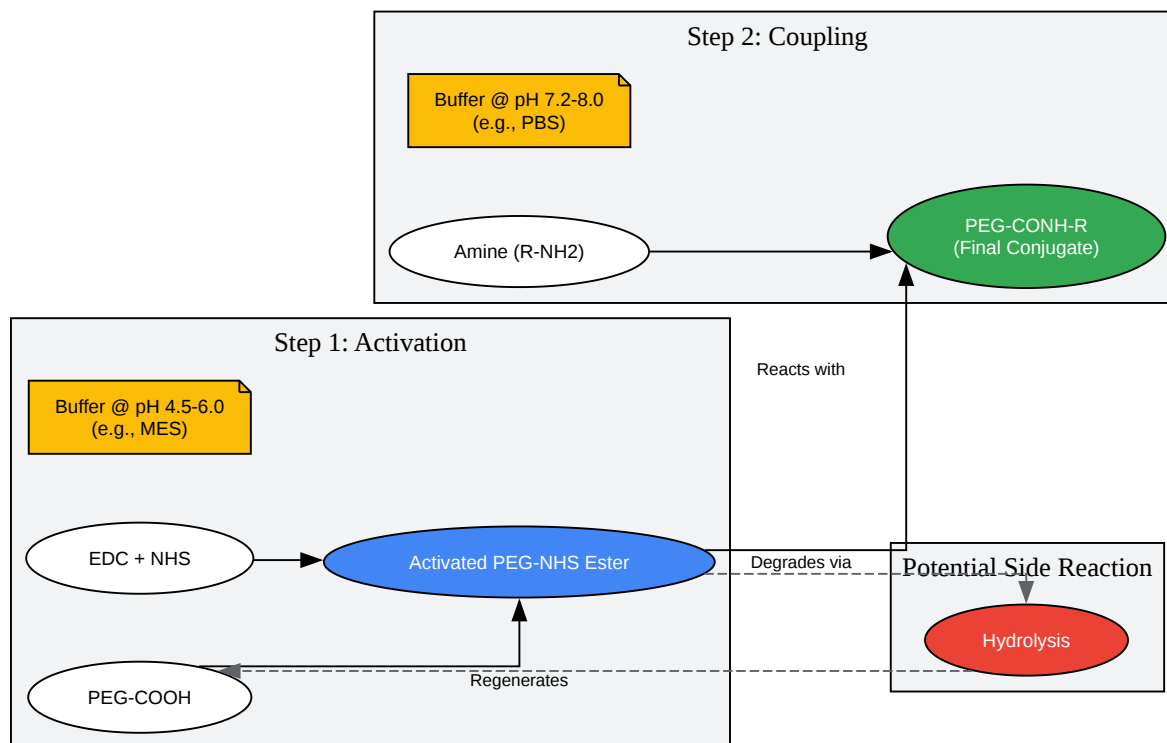 Step 2: Coupling
Buffer @ pH 7.2-8.0
(e.g., PBS)
Amine (R-NH2)
PEG-CONH-R
(Final Conjugate)
Step 1: Activation
Reacts with
Buffer @ pH 4.5-6.0
(e.g., MES)
EDC + NHS
Activated PEG-NHS Ester
Degrades via
Potential Side Reaction
Hydrolysis
PEG-COOH
Regenerates